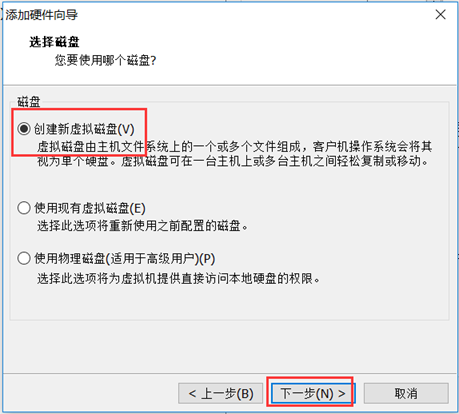 添加硬件向导
选择磁盘
您要使用哪个磁盘?
磁盘
创建新虚拟磁盘(V)
虚拟磁盘由主机文件系统上的一个或多个文件组成，客户机操作系统会将其
视为单个硬盘。虚拟磁盘可在一台主机上或多台主机之间轻松复制或移动。
使用现有虚拟磁盘(E)
选择此选项将重新使用之前配置的磁盘。
使用物理磁盘(适用于高级用户)(P)
选择此选项将为虚拟机提供直接访问本地硬盘的权限。
< 上一步(B) 下一步(N) > 取消